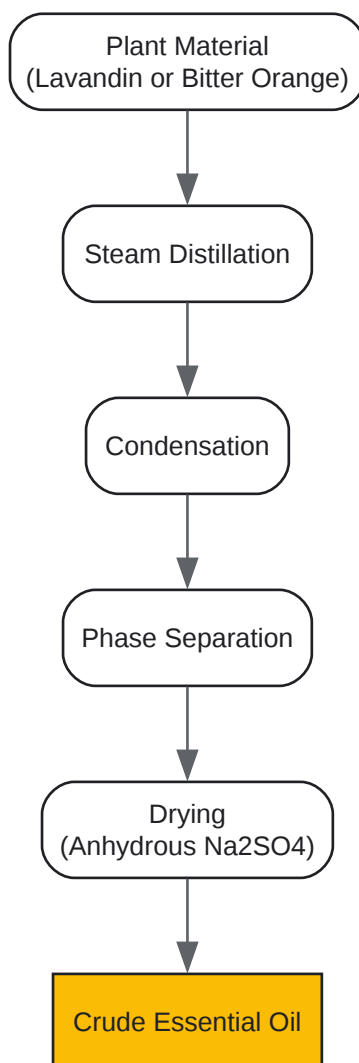 Plant Material
(Lavandin or Bitter Orange)
Steam Distillation
Condensation
Phase Separation
Drying
(Anhydrous Na2SO4)
Crude Essential Oil